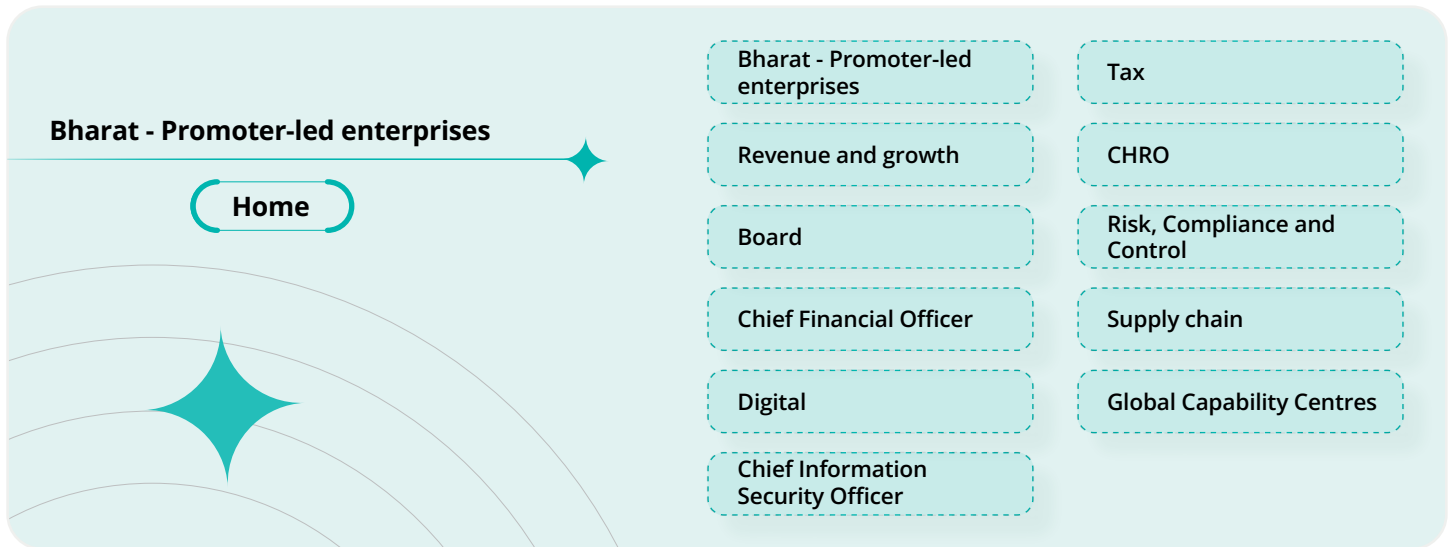 Bharat - Promoter-led enterprises
Home
Bharat - Promoter-led
enterprises
Revenue and growth
Board
Chief Financial Officer
Digital
Chief Information
Security Officer
Tax
CHRO
Risk, Compliance and
Control
Supply chain
Global Capability Centres